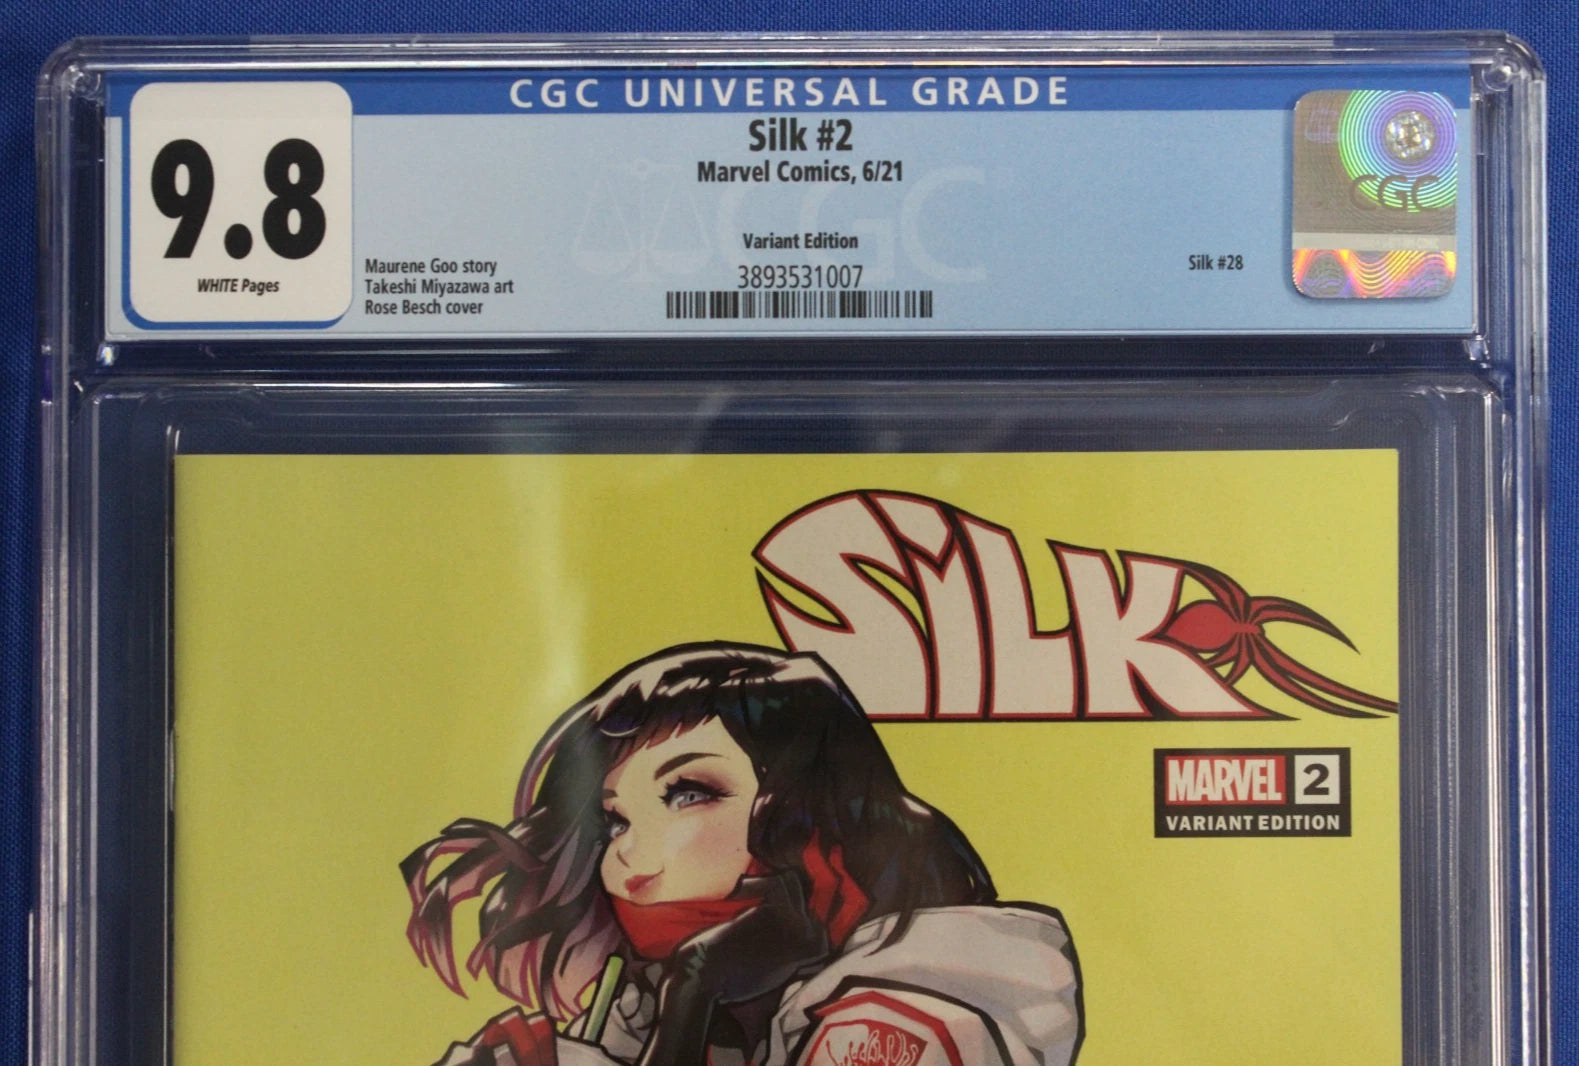 CGC UNIVERSAL GRADE
9.8
WHITE Pages
Silk #2
Marvel Comics, 6/21
Variant Edition
3893531007
Maurene Goo story
Takeshi Miyazawa art
Rose Besch cover
Silk #28
CGC
CGC
SILK
MARVEL 2
VARIANT EDITION